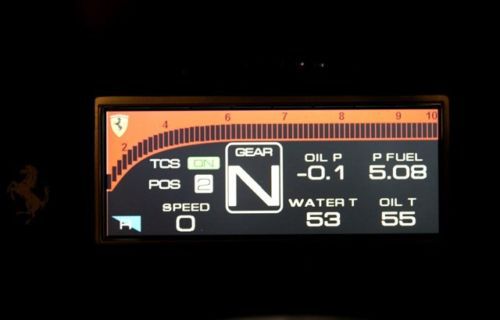 2 4 6 7 8 9 10
TCS ON
POS 2
GEAR
N
OIL P P FUEL
-0.1 5.08
SPEED
0
WATER T OIL T
53 55